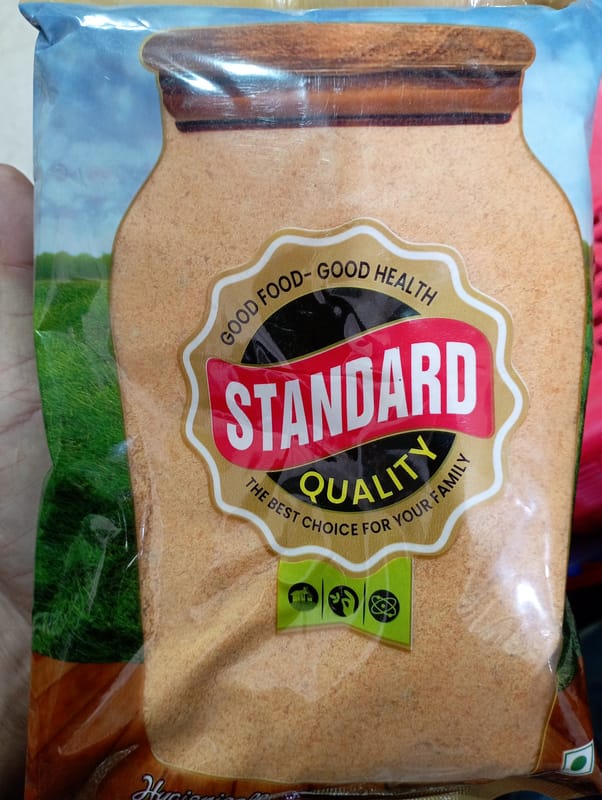 GOOD FOOD- GOOD HEALTH
STANDARD
QUALITY
THE BEST CHOICE FOR YOUR FAMILY